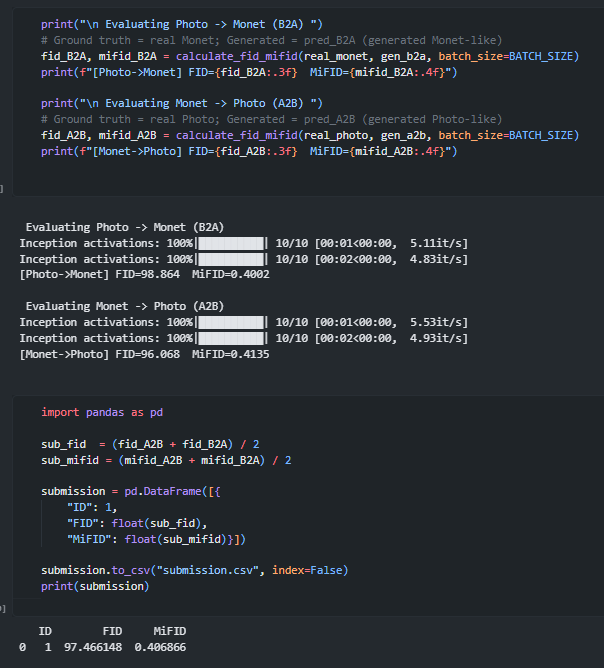 print("\n Evaluating Photo -> Monet (B2A) ")
# Ground truth = real Monet; Generated = pred_B2A (generated Monet-like)
fid_B2A, mifid_B2A = calculate_fid_mifid(real_monet, gen_b2a, batch_size=BATCH_SIZE)
print(f"[Photo->Monet] FID={fid_B2A:.3f}  MiFID={mifid_B2A:.4f}")

print("\n Evaluating Monet -> Photo (A2B) ")
# Ground truth = real Photo; Generated = pred_A2B (generated Photo-like)
fid_A2B, mifid_A2B = calculate_fid_mifid(real_photo, gen_a2b, batch_size=BATCH_SIZE)
print(f"[Monet->Photo] FID={fid_A2B:.3f}  MiFID={mifid_A2B:.4f}")
]

Evaluating Photo -> Monet (B2A)
Inception activations: 100%|██████████| 10/10 [00:01<00:00,  5.11it/s]
Inception activations: 100%|██████████| 10/10 [00:02<00:00,  4.83it/s]
[Photo->Monet] FID=98.864  MiFID=0.4002

Evaluating Monet -> Photo (A2B)
Inception activations: 100%|██████████| 10/10 [00:01<00:00,  5.53it/s]
Inception activations: 100%|██████████| 10/10 [00:02<00:00,  4.93it/s]
[Monet->Photo] FID=96.068  MiFID=0.4135

import pandas as pd

sub_fid  = (fid_A2B + fid_B2A) / 2
sub_mifid = (mifid_A2B + mifid_B2A) / 2

submission = pd.DataFrame([{
    "ID": 1,
    "FID": float(sub_fid),
    "MiFID": float(sub_mifid)}])

submission.to_csv("submission.csv", index=False)
print(submission)
]

   ID        FID     MiFID
0   1  97.466148  0.406866